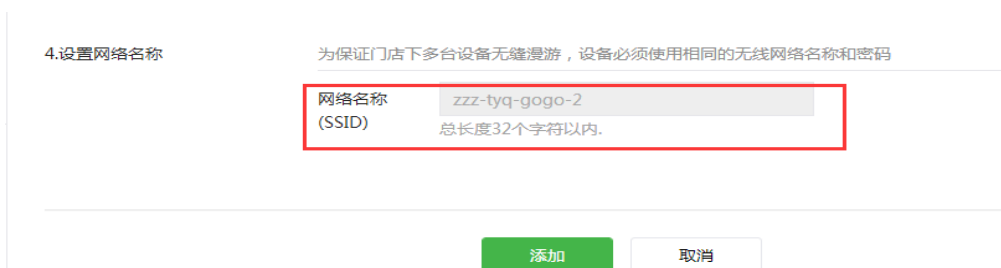 4.设置网络名称
为保证门店下多台设备无缝漫游，设备必须使用相同的无线网络名称和密码
网络名称
(SSID)
zzz-tyq-gogo-2
总长度32个字符以内.
添加
取消